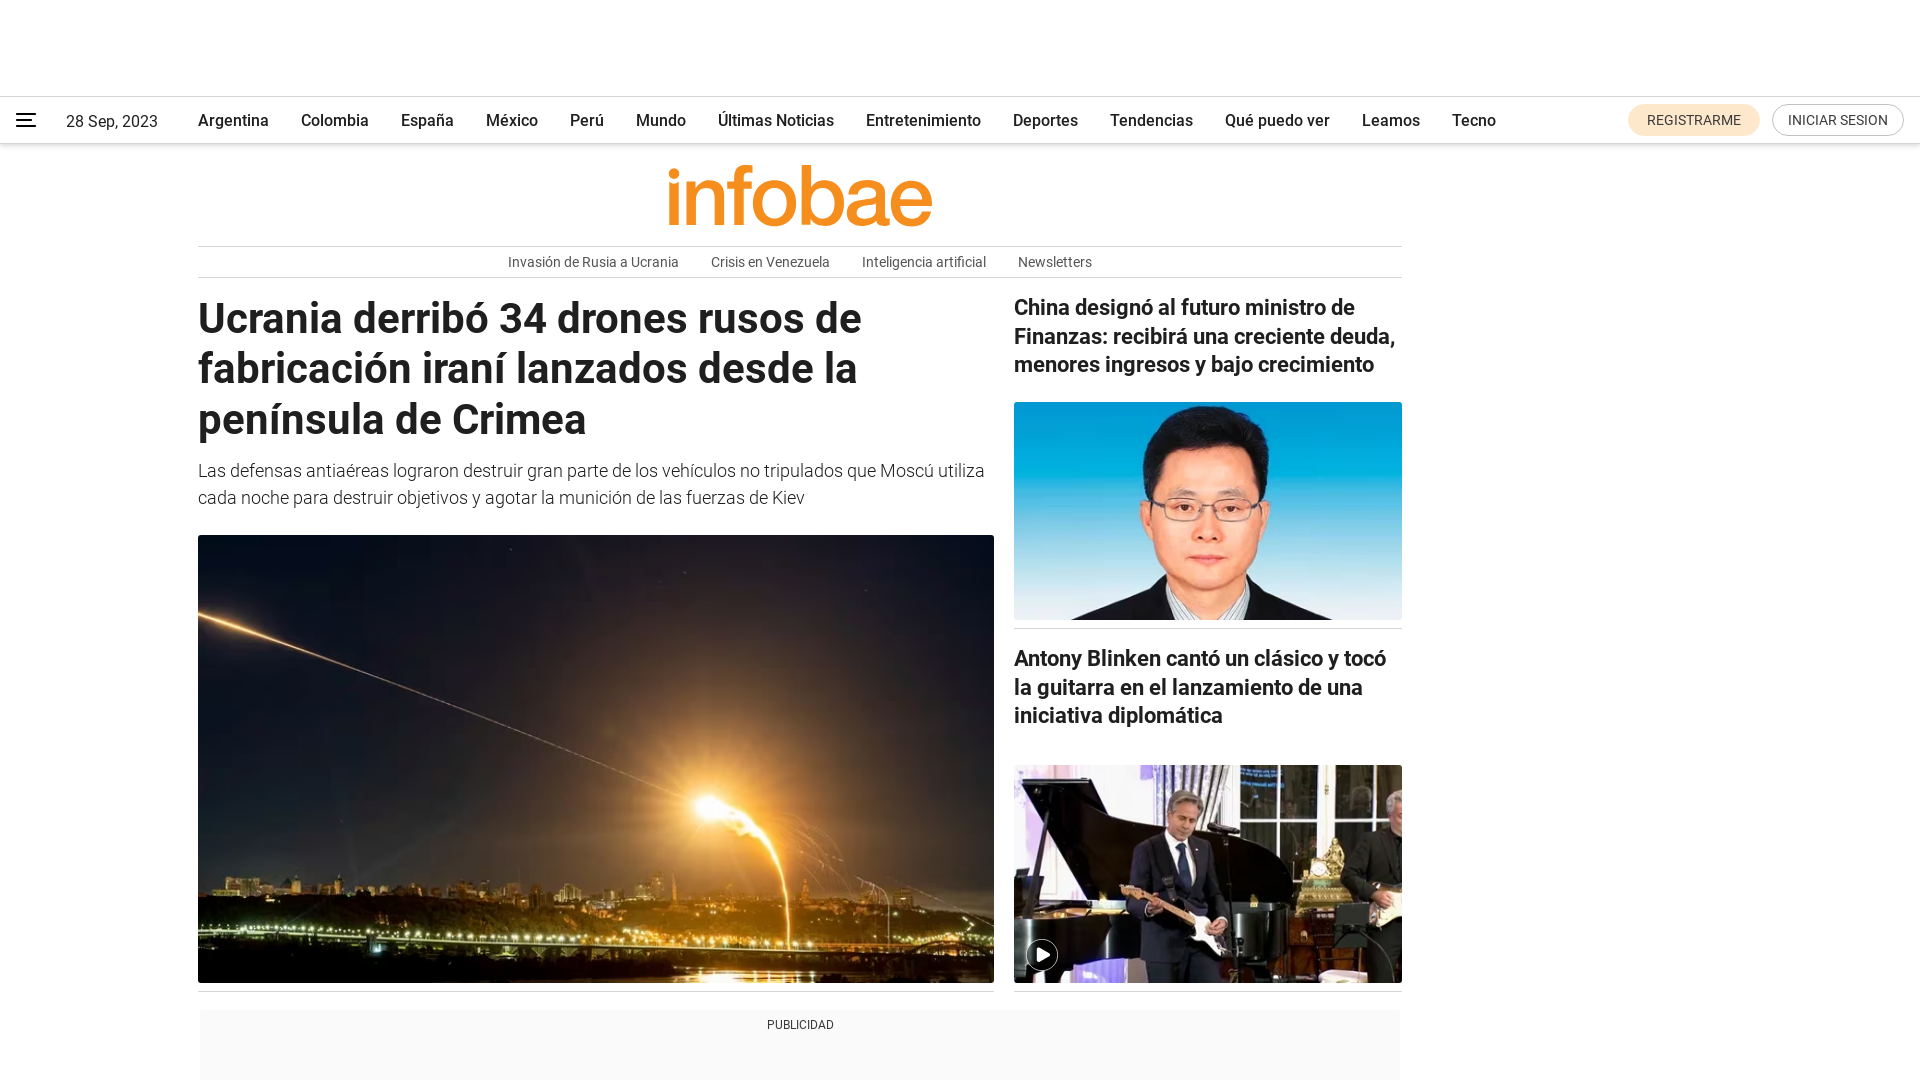 28 Sep, 2023
Argentina
Colombia
España
México
Perú
Mundo
Últimas Noticias
Entretenimiento
Deportes
Tendencias
Qué puedo ver
Leamos
Tecno
REGISTRARME
INICIAR SESION
infobae
Invasión de Rusia a Ucrania
Crisis en Venezuela
Inteligencia artificial
Newsletters
Ucrania derribó 34 drones rusos de
fabricación iraní lanzados desde la
península de Crimea
Las defensas antiaéreas lograron destruir gran parte de los vehículos no tripulados que Moscú utiliza
cada noche para destruir objetivos y agotar la munición de las fuerzas de Kiev
China designó al futuro ministro de
Finanzas: recibirá una creciente deuda,
menores ingresos y bajo crecimiento
Antony Blinken cantó un clásico y tocó
la guitarra en el lanzamiento de una
iniciativa diplomática
PUBLICIDAD